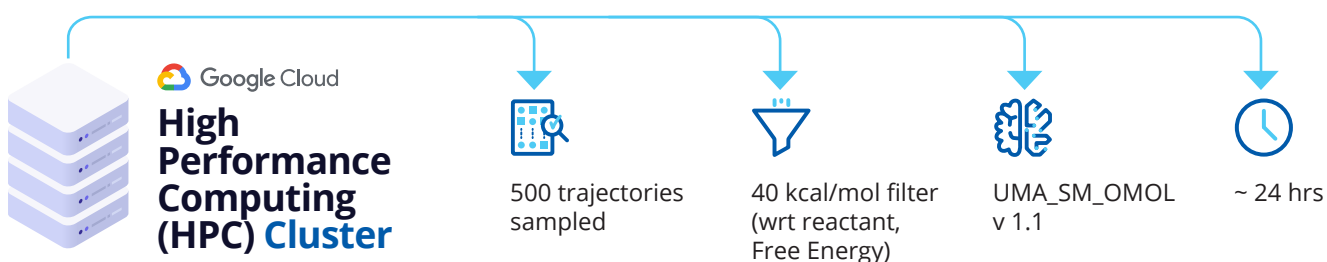 Google Cloud
High
Performance
Computing
(HPC) Cluster
500 trajectories
sampled
40 kcal/mol filter
(wrt reactant,
Free Energy)
UMA_SM_OMOL
v 1.1
~ 24 hrs